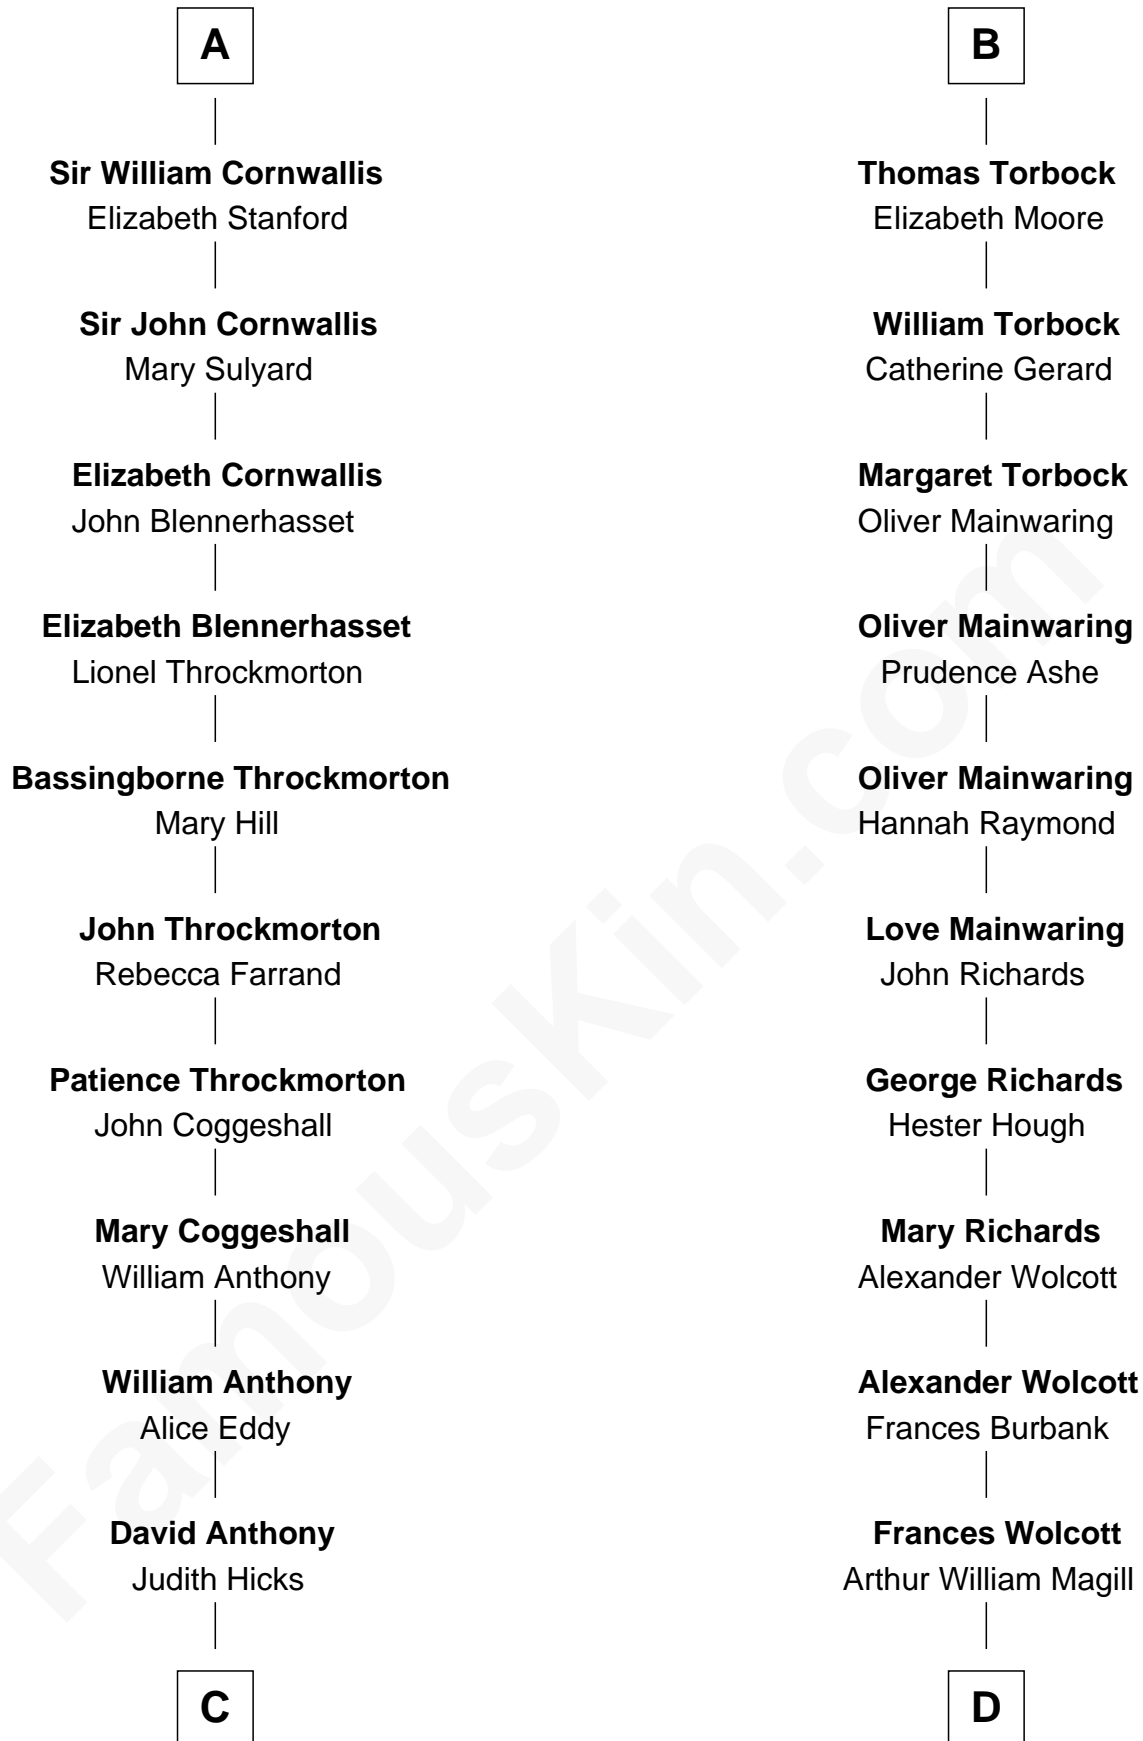 A
Sir William Cornwallis
Elizabeth Stanford
Sir John Cornwallis
Mary Sulyard
Elizabeth Cornwallis
John Blennerhasset
Elizabeth Blennerhasset
Lionel Throckmorton
Bassingborne Throckmorton
Mary Hill
John Throckmorton
Rebecca Farrand
Patience Throckmorton
John Coggeshall
Mary Coggeshall
William Anthony
William Anthony
Alice Eddy
David Anthony
Judith Hicks
C
B
Thomas Torbock
Elizabeth Moore
William Torbock
Catherine Gerard
Margaret Torbock
Oliver Mainwaring
Oliver Mainwaring
Prudence Ashe
Oliver Mainwaring
Hannah Raymond
Love Mainwaring
John Richards
George Richards
Hester Hough
Mary Richards
Alexander Wolcott
Alexander Wolcott
Frances Burbank
Frances Wolcott
Arthur William Magill
D
FamousKin.com